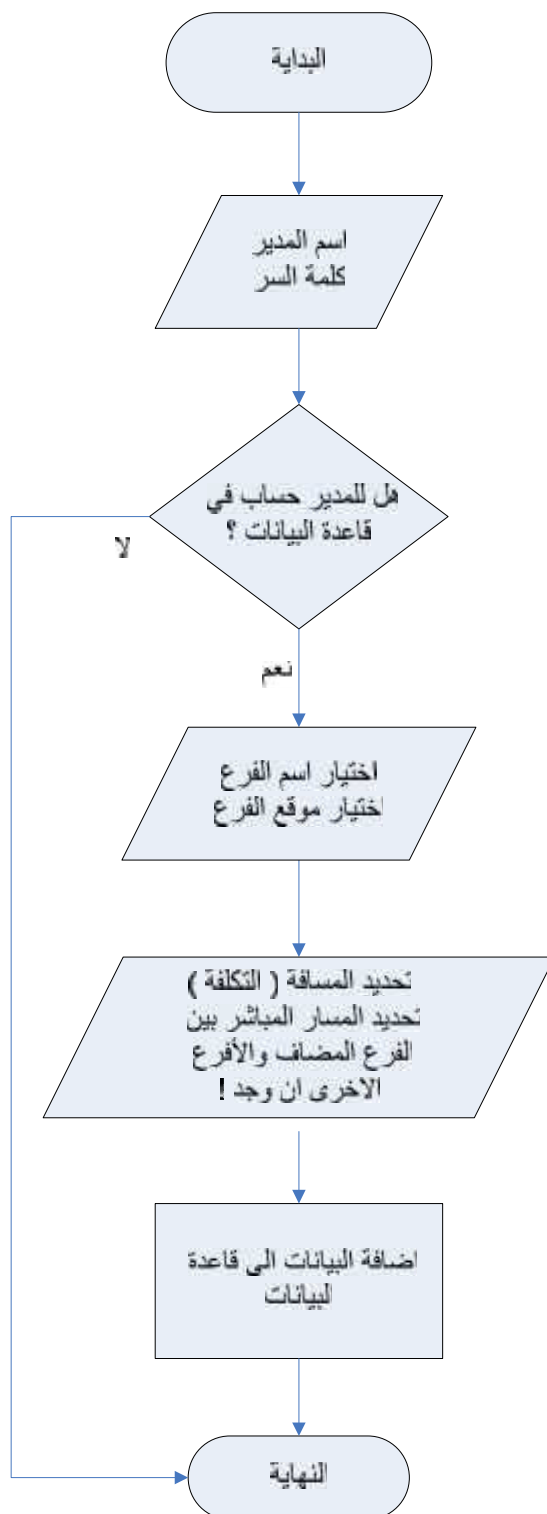 البداية
اسم المدير
كلمة السر
هل للمدير حساب في
قاعدة البيانات ؟
لا
نعم
اختيار اسم الفرع
اختيار موقع الفرع
تحديد المسافة ( التكلفة )
تحديد المسار المباشر بين
الفرع المضاف والأفرع
الاخرى ان وجد !
اضافة البيانات الى قاعدة
لبيانات
النهاية